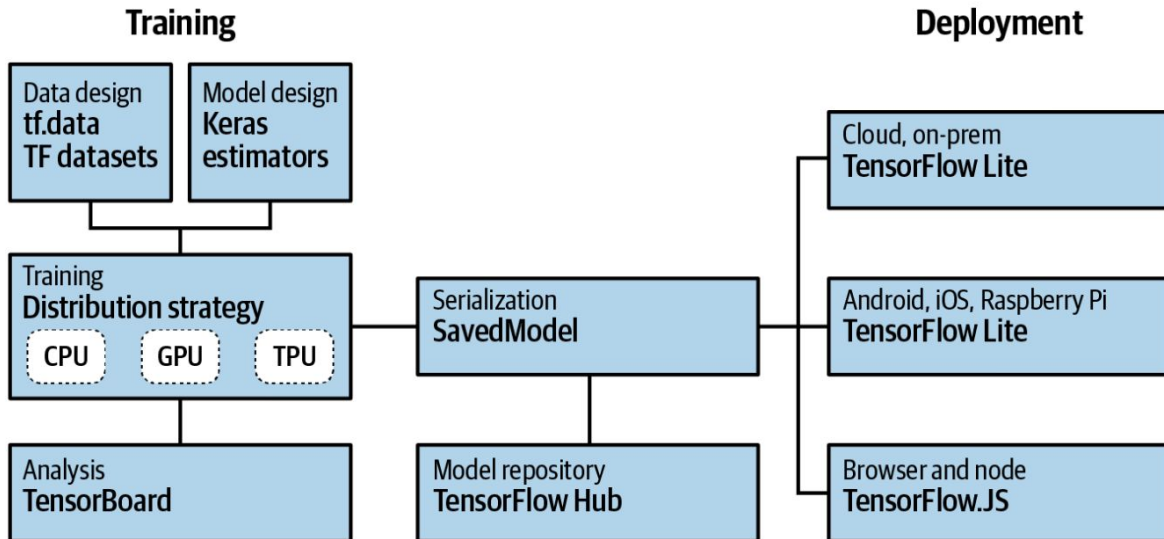 Training
Deployment
Data design
tf.data
TF datasets
Model design
Keras
estimators
Training
Distribution strategy
CPU
GPU
TPU
Analysis
TensorBoard
Serialization
SavedModel
Model repository
TensorFlow Hub
Cloud, on-prem
TensorFlow Lite
Android, iOS, Raspberry Pi
TensorFlow Lite
Browser and node
TensorFlow.JS